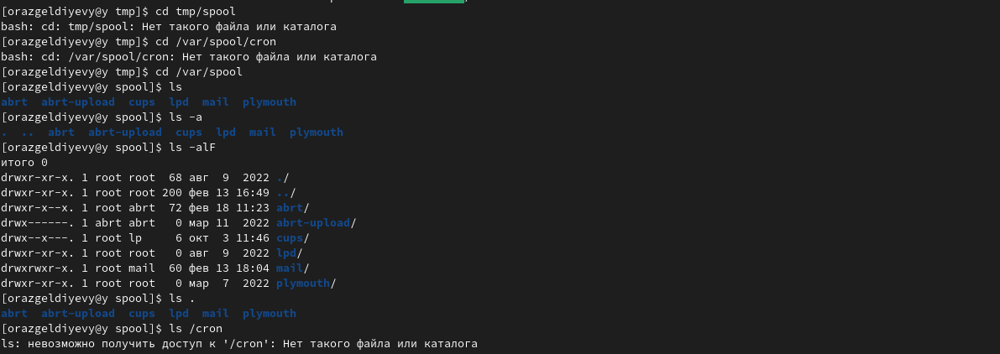 [orazgeldiyevy@y tmp]$ cd tmp/spool
bash: cd: tmp/spool: Нет такого файла или каталога
[orazgeldiyevy@y tmp]$ cd /var/spool/cron
bash: cd: /var/spool/cron: Нет такого файла или каталога
[orazgeldiyevy@y tmp]$ cd /var/spool
[orazgeldiyevy@y spool]$ ls
abrt  abrt-upload  cups  lpd  mail  plymouth
[orazgeldiyevy@y spool]$ ls -a
.  ..  abrt  abrt-upload  cups  lpd  mail  plymouth
[orazgeldiyevy@y spool]$ ls -alF
итого 0
drwxr-xr-x. 1 root root  68 авг  9  2022 ./
drwxr-xr-x. 1 root root 200 фев 13 16:49 ../
drwxr-x--x. 1 root abrt  72 фев 18 11:23 abrt/
drwx------. 1 abrt abrt   0 мар 11  2022 abrt-upload/
drwx--x---. 1 root lp     6 окт  3 11:46 cups/
drwxr-xr-x. 1 root root   0 авг  9  2022 lpd/
drwxrwxr-x. 1 root mail  60 фев 13 18:04 mail/
drwxr-xr-x. 1 root root   0 мар  7  2022 plymouth/
[orazgeldiyevy@y spool]$ ls .
abrt  abrt-upload  cups  lpd  mail  plymouth
[orazgeldiyevy@y spool]$ ls /cron
ls: невозможно получить доступ к '/cron': Нет такого файла или каталога